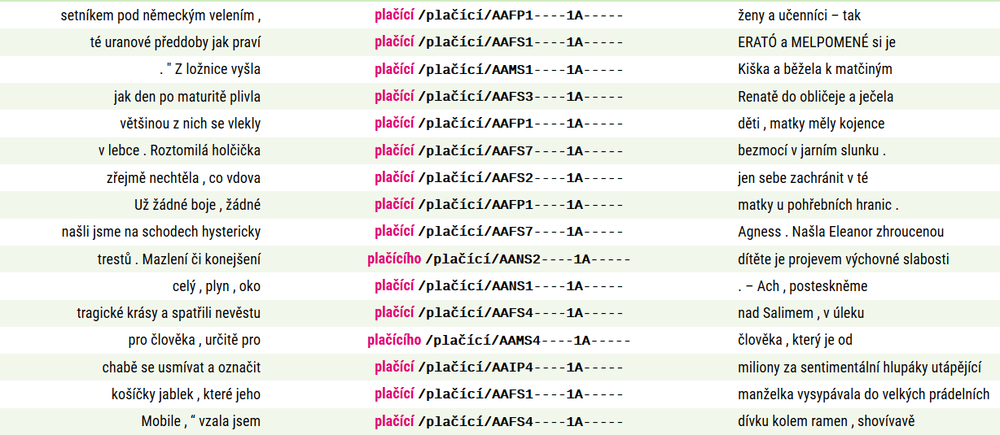 setníkem pod německým velením , plačící /plačící/AAFP1----1A----- ženy a učenníci – tak
té uranové předdoby jak praví plačící /plačící/AAFS1----1A----- ERATÓ a MELPOMENÉ si je
. " Z ložnice vyšla plačící /plačící/AAMS1----1A----- Kiška a běžela k matčiným
jak den po maturitě plivla plačící /plačící/AAFS3----1A----- Renatě do obličeje a ječela
většinou z nich se vlekly plačící /plačící/AAFP1----1A----- děti , matky měly kojence
v lebce . Roztomilá holčička plačící /plačící/AAFS7----1A----- bezmocí v jarním slunku .
zřejmě nechtěla , co vdova plačící /plačící/AAFS2----1A----- jen sebe zachránit v té
Už žádné boje , žádné plačící /plačící/AAFP1----1A----- matky u pohřebních hranic .
našli jsme na schodech hystericky plačící /plačící/AAFS7----1A----- Agness . Našla Eleanor zhroucenou
trestů . Mazlení či konejšení plačícího /plačící/AANS2----1A----- dítěte je projevem výchovné slabosti
celý , plyn , oko plačící /plačící/AANS1----1A----- . – Ach , posteskněme
tragické krásy a spatřili nevěstu plačící /plačící/AAFS4----1A----- nad Salimem , v úleku
pro člověka , určitě pro plačícího /plačící/AAMS4----1A----- člověka , který je od
chabě se usmívat a označit plačící /plačící/AAIP4----1A----- miliony za sentimentální hlupáky utápějící
košíčky jablek , které jeho plačící /plačící/AAFS1----1A----- manželka vysypávala do velkých prádelních
Mobile , “ vzala jsem plačící /plačící/AAFS4----1A----- dívku kolem ramen , shovívavě